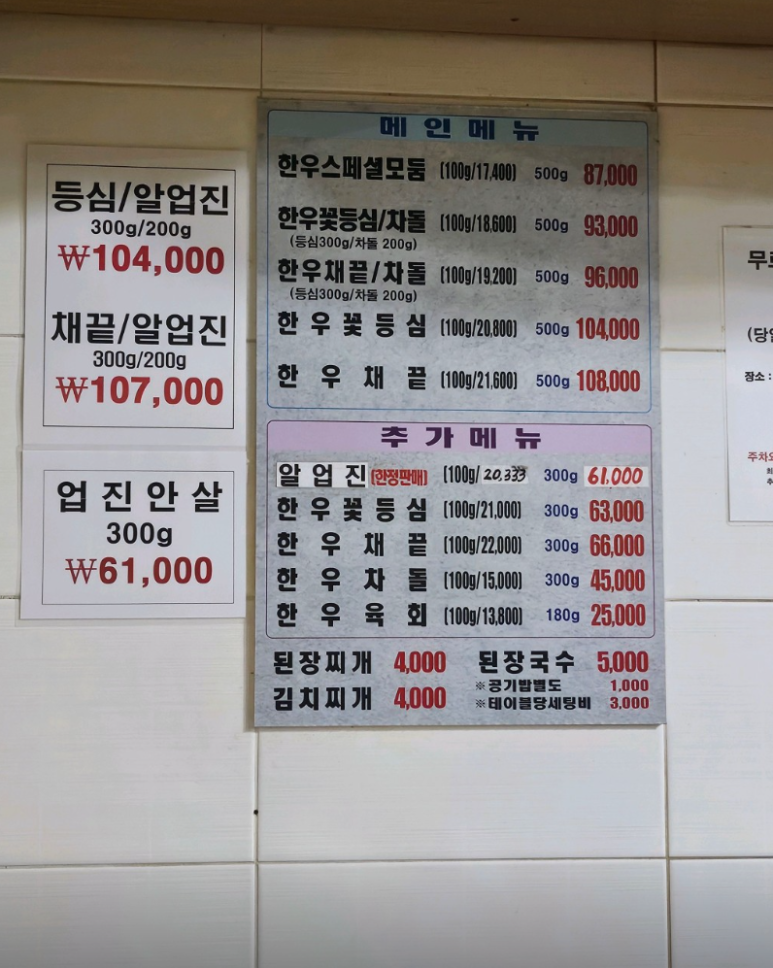 등심/알업진
300g/200g
₩104,000
채끝/알업진
300g/200g
₩107,000
업진안살
300g
₩61,000
메인메뉴
한우스페셜모둠 (100g/17,400) 500g 87,000
한우꽃등심/차돌 (100g/18,600) 500g 93,000
(등심300g/차돌 200g)
한우채끝/차돌 (100g/19,200) 500g 96,000
(등심300g/차돌 200g)
한우꽃등심 (100g/20,800) 500g 104,000
한우채끝 (100g/21,600) 500g 108,000
추가메뉴
알업진(한정판매) (100g/20,333 300g 61,000
한우꽃등심 (100g/21,000) 300g 63,000
한우채끝 (100g/22,000) 300g 66,000
한우차돌 (100g/15,000) 300g 45,000
한우육회 (100g/13,800) 180g 25,000
된장찌개 4,000 된장국수 5,000
※공기밥별도 1,000
김치찌개 4,000 ※테이블당세팅비 3,000
장소 :